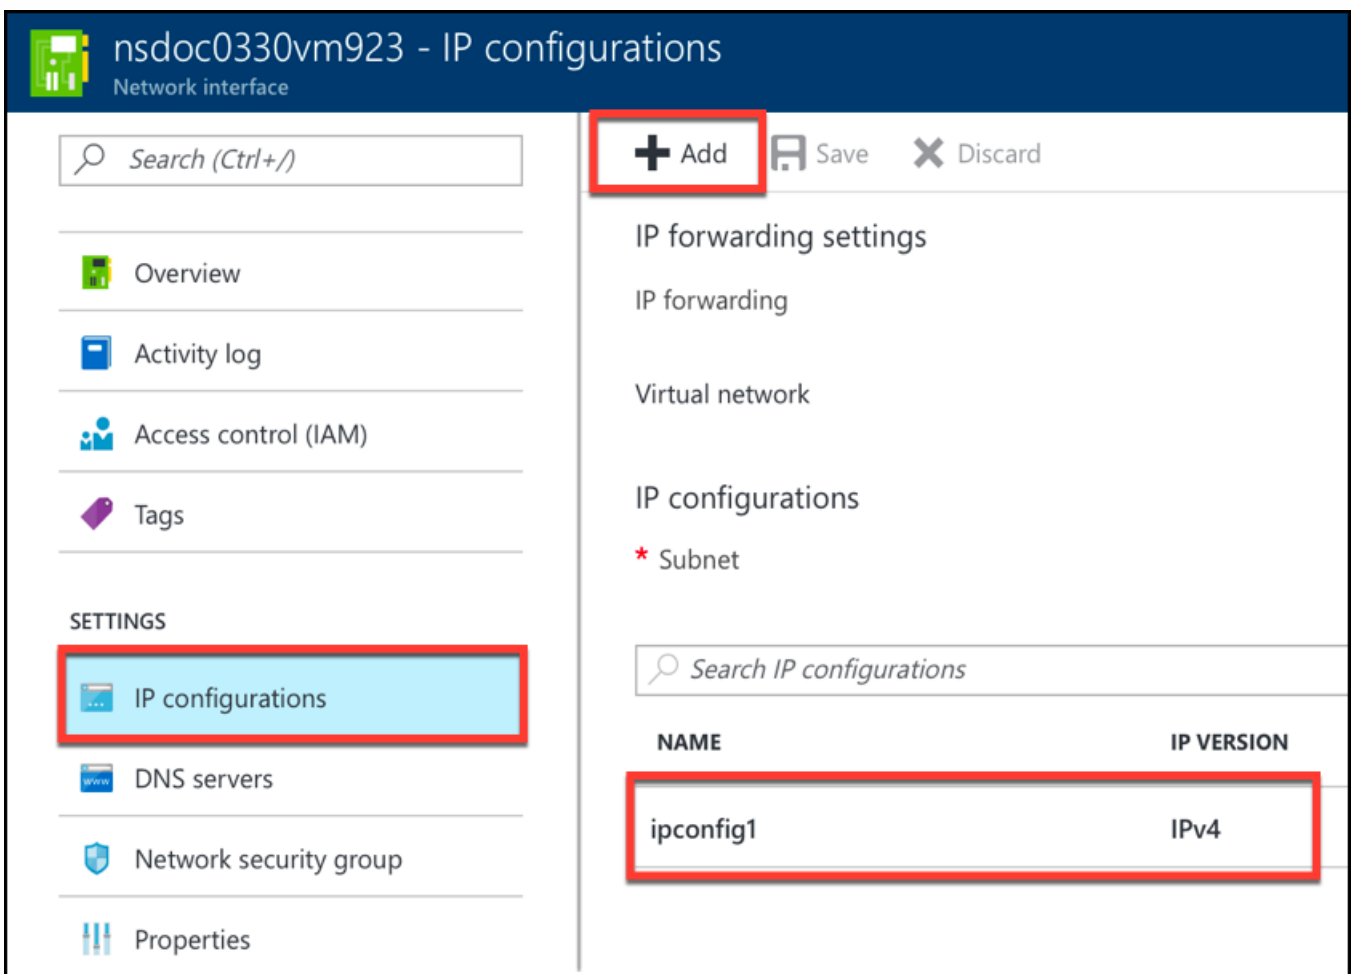 nsdoc0330vm923 - IP configurations
Network interface
Search (Ctrl+/)
Add Save Discard
Overview
Activity log
Access control (IAM)
Tags
SETTINGS
IP configurations
www DNS servers
Network security group
Properties
IP forwarding settings
IP forwarding
Virtual network
IP configurations
* Subnet
Search IP configurations
NAME IP VERSION
ipconfig1 IPv4